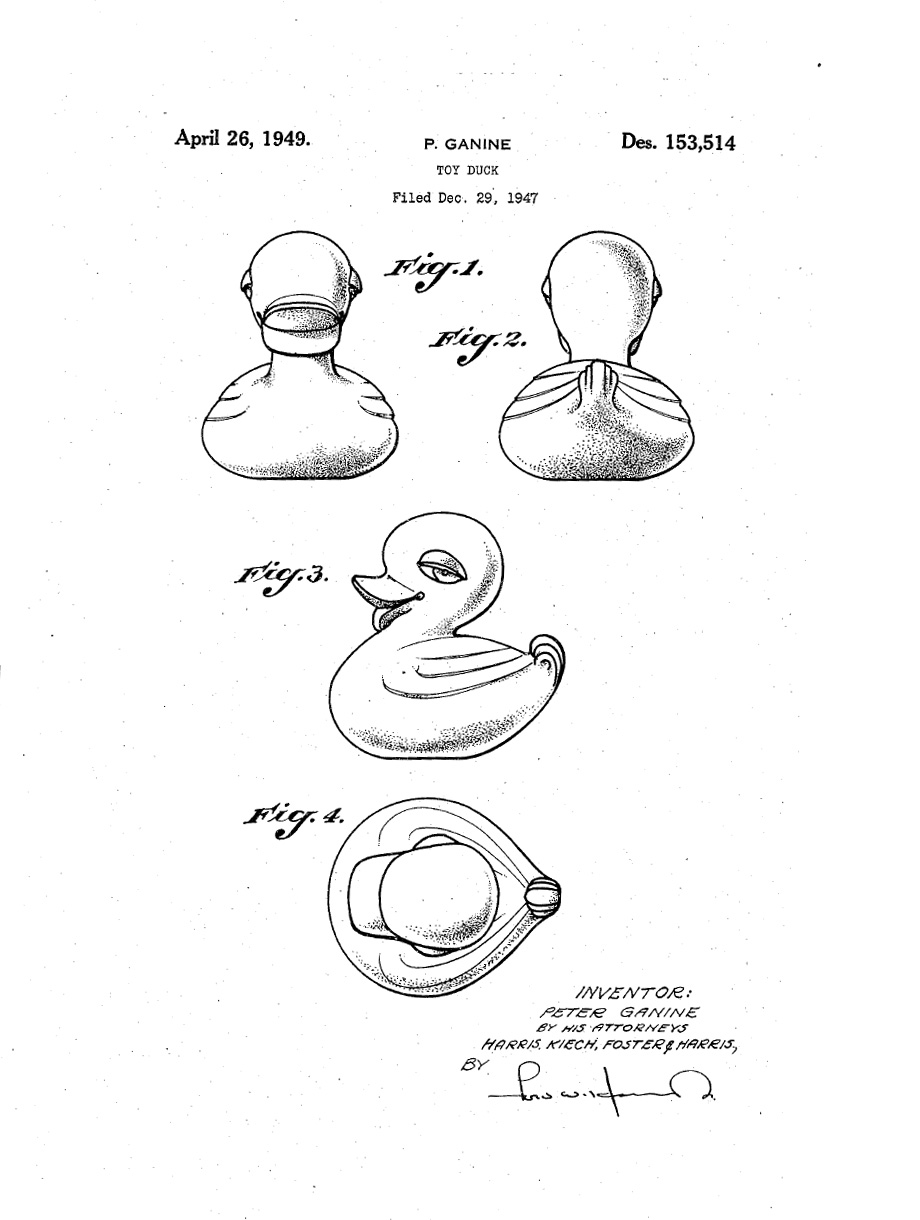 April 26, 1949.
P. GANINE
Des. 153,514
TOY DUCK
Filed Dec. 29, 1947
Fig.1.
Fig.2.
Fig.3.
Fig.4.
INVENTOR:
PETER GANINE
BY HIS ATTORNEYS
HARRIS, KIECH, FOSTER & HARRIS,
BY